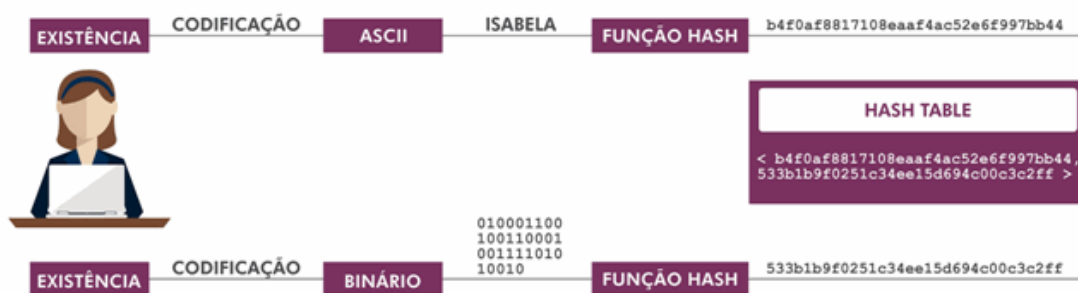 EXISTÊNCIA CODIFICAÇÃO ASCII ISABELA FUNÇÃO HASH b4f0af8817108eaaf4ac52e6f997bb44
HASH TABLE
< b4f0af8817108eaaf4ac52e6f997bb44,
533b1b9f0251c34ee15d694c00c3c2ff >
010001100
100110001
001111010
10010
EXISTÊNCIA CODIFICAÇÃO BINÁRIO FUNÇÃO HASH 533b1b9f0251c34ee15d694c00c3c2ff